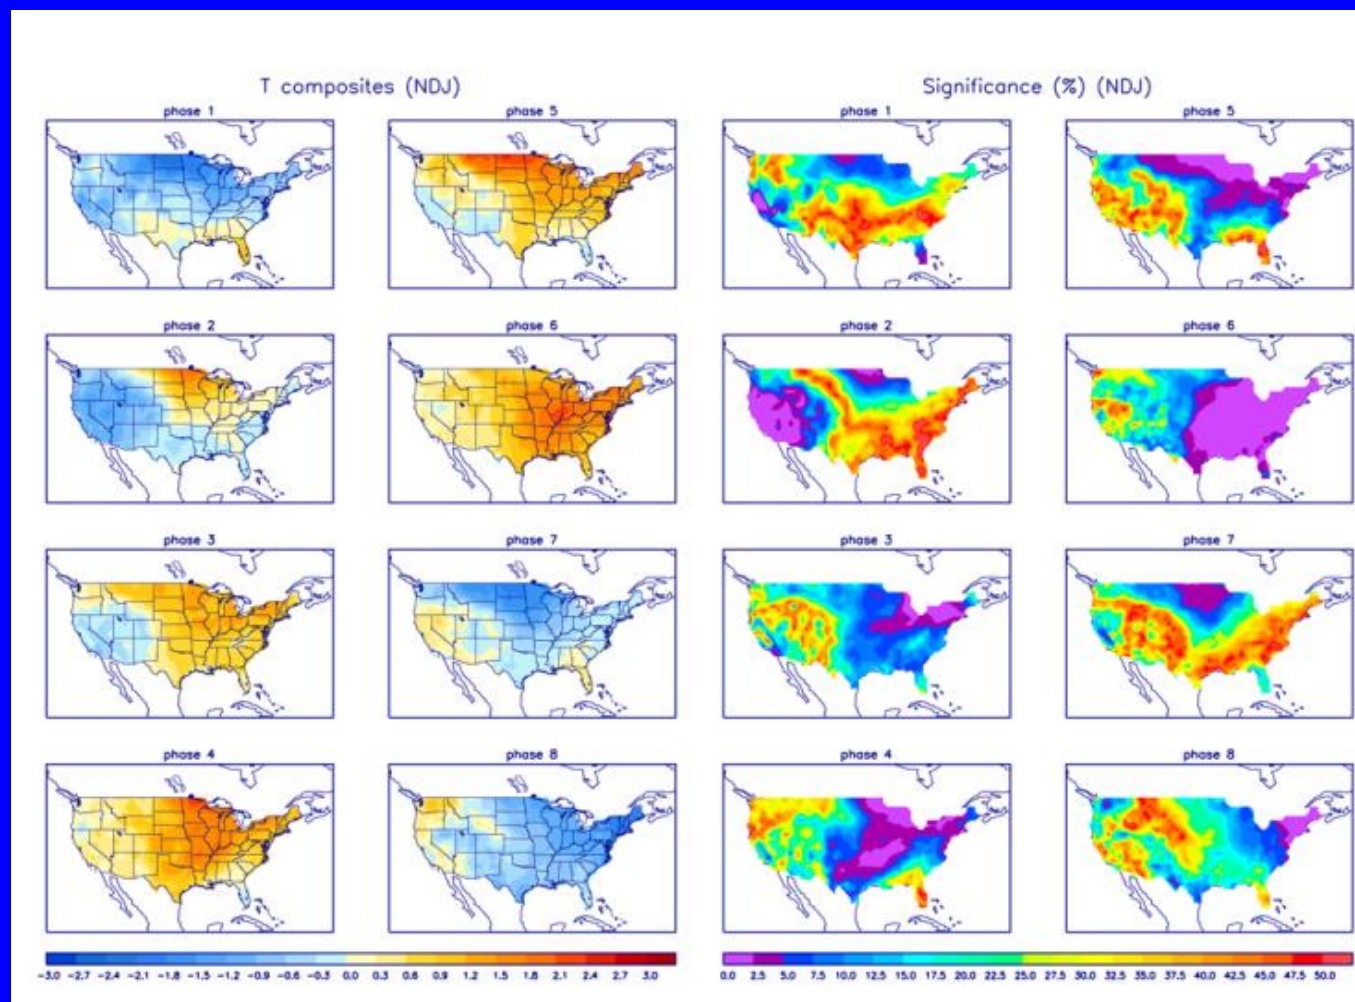 T composites (NDJ)
Significance (%) (NDJ)
phase 1
phase 5
phase 1
phase 5
phase 2
phase 6
phase 2
phase 6
phase 3
phase 7
phase 3
phase 7
phase 4
phase 8
phase 4
phase 8
-3.0 -2.7 -2.4 -2.1 -1.8 -1.5 -1.2 -0.9 -0.6 -0.3 0.0 0.3 0.6 0.9 1.2 1.5 1.8 2.1 2.4 2.7 3.0
0.0 2.5 5.0 7.5 10.0 12.5 15.0 17.5 20.0 22.5 25.0 27.5 30.0 32.5 35.0 37.5 40.0 42.5 45.0 47.5 50.0